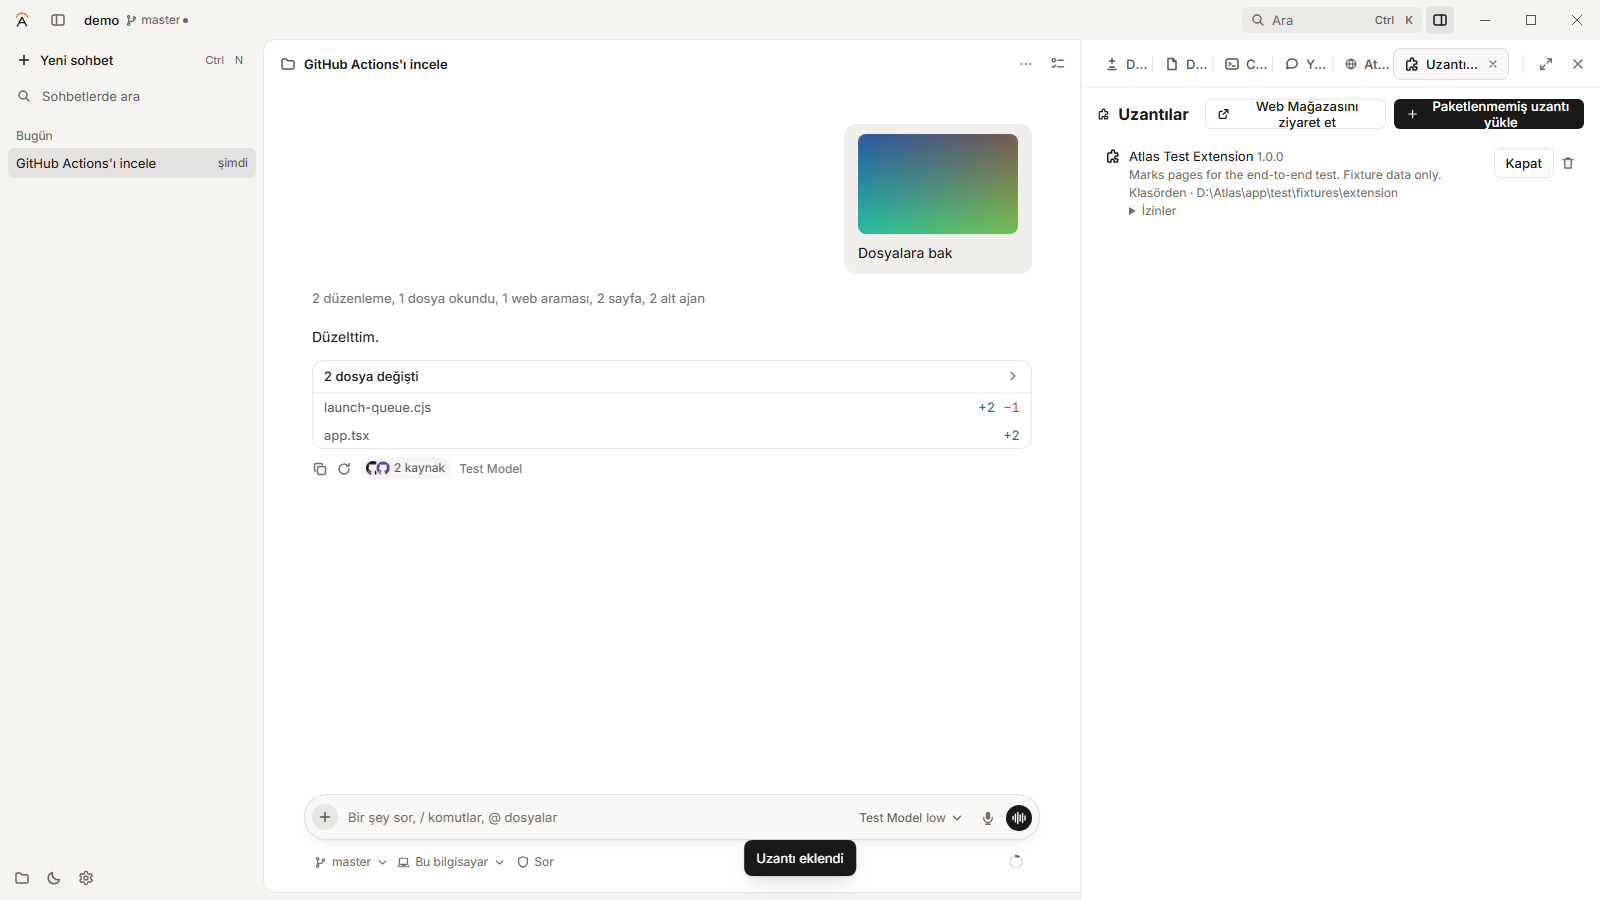 demo master
Ara Ctrl K
Yeni sohbet Ctrl N
Sohbetlerde ara
Bugün
GitHub Actions'ı incele şimdi
GitHub Actions'ı incele
Dosyalara bak
2 düzenleme, 1 dosya okundu, 1 web araması, 2 sayfa, 2 alt ajan
Düzelttim.
2 dosya değişti
launch-queue.cjs +2 −1
app.tsx +2
2 kaynak Test Model
Bir şey sor, / komutlar, @ dosyalar
Test Model low
master Bu bilgisayar Sor
Uzantı eklendi
D... D... C... Y... At... Uzantı...
Uzantılar
Web Mağazasını
ziyaret et
Paketlenmemiş uzantı
yükle
Atlas Test Extension 1.0.0
Marks pages for the end-to-end test. Fixture data only.
Klasörden · D:\Atlas\app\test\fixtures\extension
İzinler
Kapat